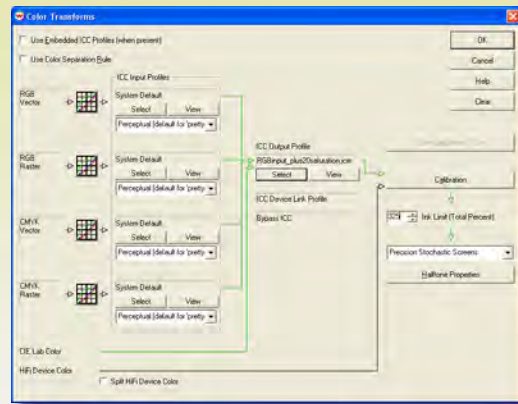 Color Transforms
Use Embedded ICC Profiles (when present)
Use Color Separation Rule
OK
Cancel
Help
Clear
ICC Input Profiles
RGB
Vector
System Default
Select View
Perceptual (default for 'pretty
RGB
Raster
System Default
Select View
Perceptual (default for 'pretty
CMYK
Vector
System Default
Select View
Perceptual (default for 'pretty
CMYK
Raster
System Default
Select View
Perceptual (default for 'pretty
ICC Output Profile
RGBinput_plus20saturation.icm
Select View
ICC Device Link Profile
Bypass ICC
Calibration
325 Ink Limit (Total Percent)
Precision Stochastic Screens
Halftone Properties
CIE Lab Color
HiFi Device Color
Split HiFi Device Color